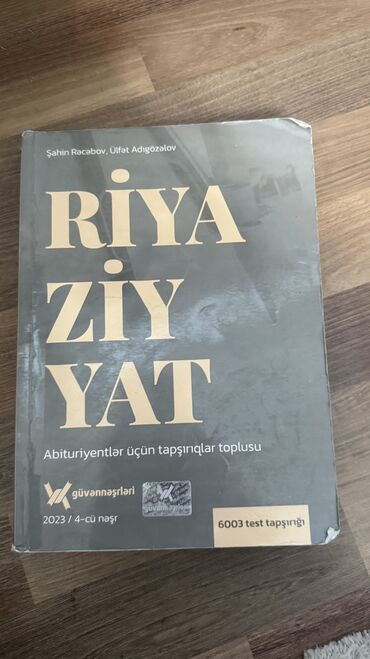 Şahin Rəcəbov, Ülfət Adıgözəlov
RİYA
ZİY
YAT
Abituriyentlər üçün tapşırıqlar toplusu
güvənnəşrləri
2023 / 4-cü nəşr
6003 test tapşırığı